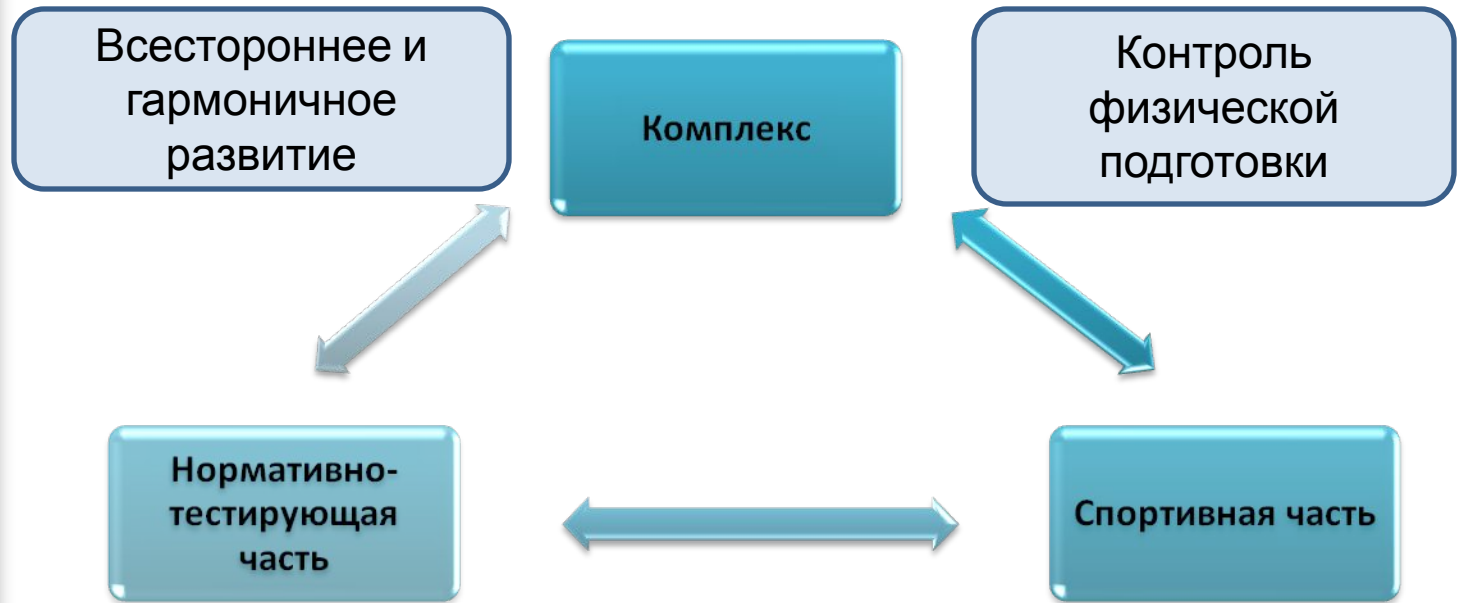 Всестороннее и
гармоничное
развитие
Комплекс
Контроль
физической
подготовки
Нормативно-
тестирующая
часть
Спортивная часть